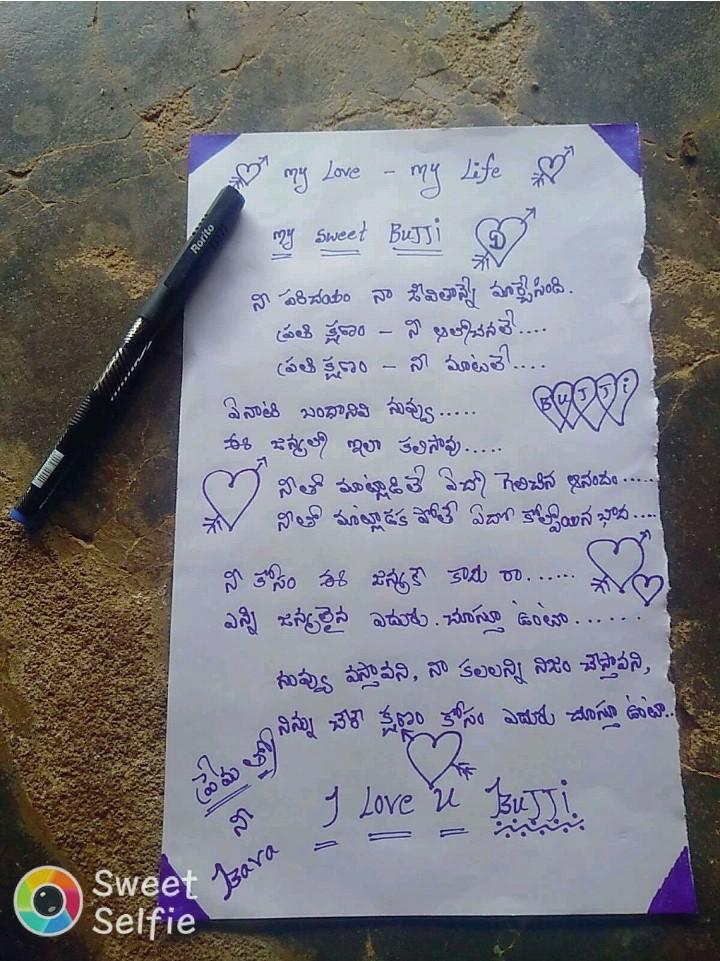 my Love - my Life
my sweet BUJJi
D
నీ పరిచయం నా జీవితాన్నే మార్చేసింది.
ప్రతి క్షణం - నీ ఆలోచనలే....
ప్రతి క్షణం - నీ మాటలే....
BUJJi
ఏనాటి బంధానివి నువ్వు.....
ఈ జన్మలో ఇలా కలిసావు.....
నీతో మాట్లాడితే ఏదో గెలిచిన ఆనందం.....
నీతో మాట్లాడక పోతే ఏదో కోల్పోయిన బాధ....
నీ కోసం ఈ జన్మకే కాదు రా......
ఎన్ని జన్మలైన ఎదురు చూస్తూ ఉంటా.......
నువ్వు వస్తావని, నా కలలన్ని నిజం చేస్తావని,
నిన్ను చేరే క్షణం కోసం ఎదురు చూస్తూ ఉంటా..
ప్రేమ తో
నీ
Bava
I Love U BUJJi
Rorito
Sweet
Selfie